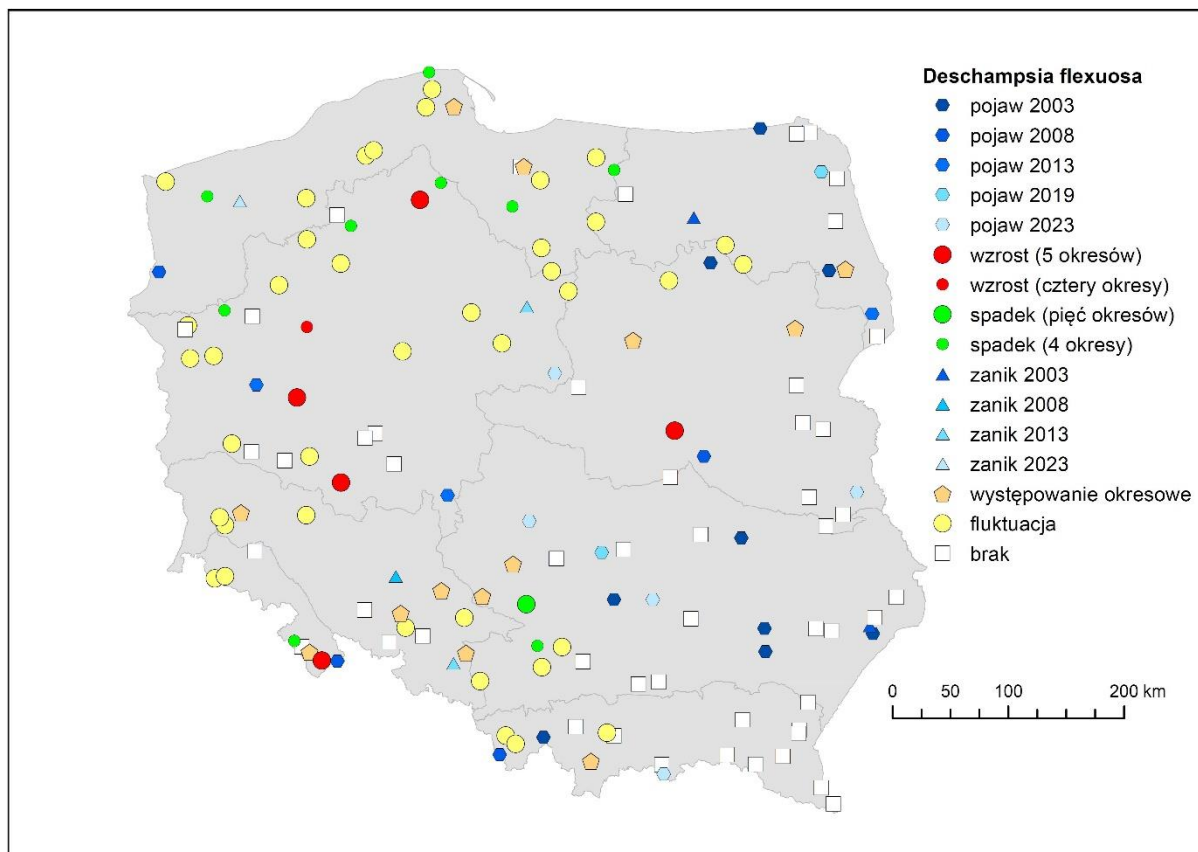 Deschampsia flexuosa
pojaw 2003
pojaw 2008
pojaw 2013
pojaw 2019
pojaw 2023
wzrost (5 okresów)
wzrost (cztery okresy)
spadek (pięć okresów)
spadek (4 okresy)
zanik 2003
zanik 2008
zanik 2013
zanik 2023
występowanie okresowe
fluktuacja
brak
0 50 100 200 km